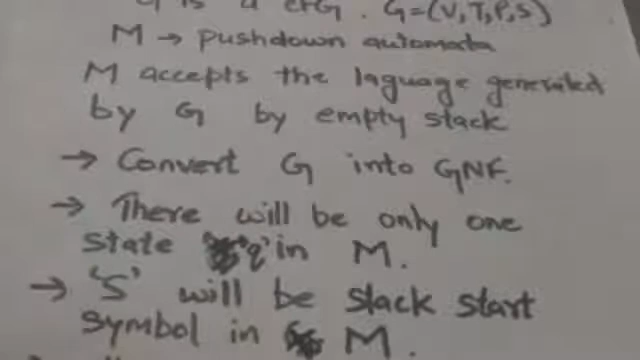 G is a CFG. G=(V,T,P,S)
M → pushdown automata
M accepts the laguage generated
by G by empty stack
→ Convert G into GNF.
→ There will be only one
state 'q' in M.
→ 'S' will be stack start
symbol in M.